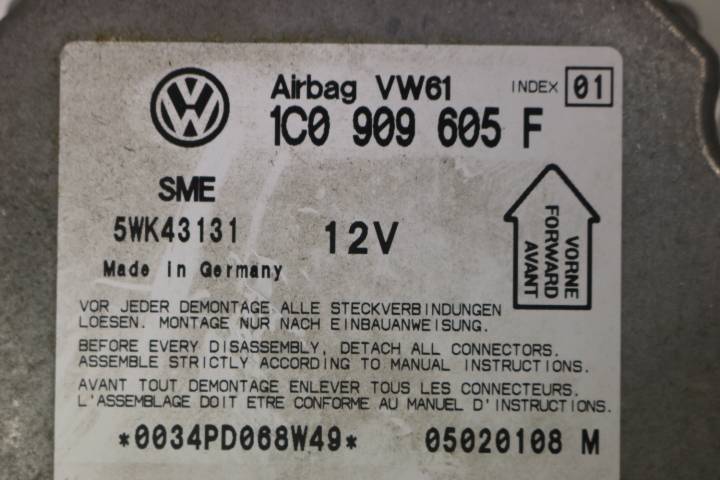 Airbag VW61 INDEX 01
1C0 909 605 F
SME
5WK43131 12V
Made in Germany
VORNE
FORWARD
AVANT
VOR JEDER DEMONTAGE ALLE STECKVERBINDUNGEN
LOESEN. MONTAGE NUR NACH EINBAUANWEISUNG.
BEFORE EVERY DISASSEMBLY, DETACH ALL CONNECTORS.
ASSEMBLE STRICTLY ACCORDING TO MANUAL INSTRUCTIONS.
AVANT TOUT DEMONTAGE ENLEVER TOUS LES CONNECTEURS.
L'ASSEMBLAGE DOIT ETRE CONFORME AU MANUEL D'INSTRUCTIONS.
*0034PD068W49* 05020108 M